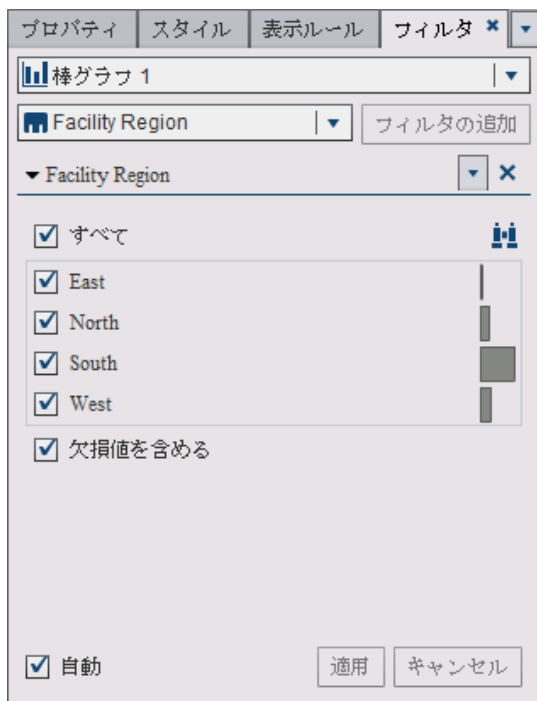 プロパティ スタイル 表示ルール フィルタ
棒グラフ 1
Facility Region フィルタの追加
Facility Region
すべて
East
North
South
West
欠損値を含める
自動 適用 キャンセル